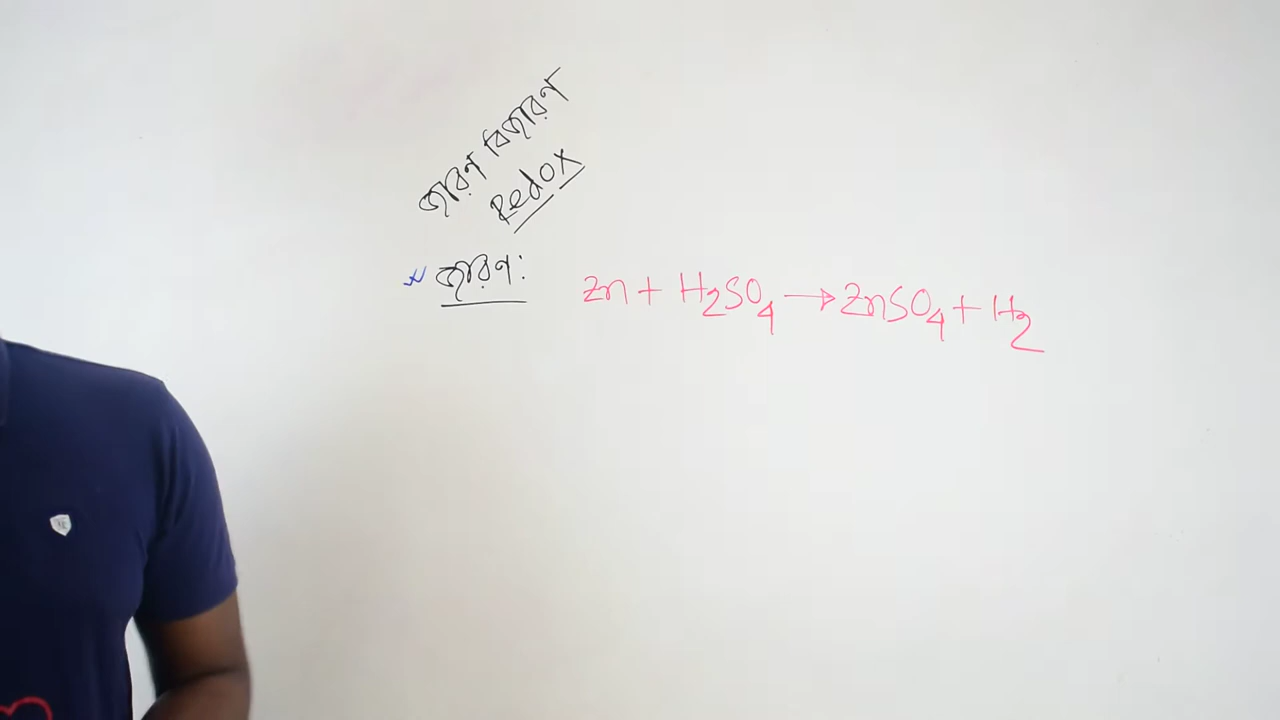 জারণ বিজারণ
Redox
জারণ: Zn + H₂SO₄ → ZnSO₄ + H₂